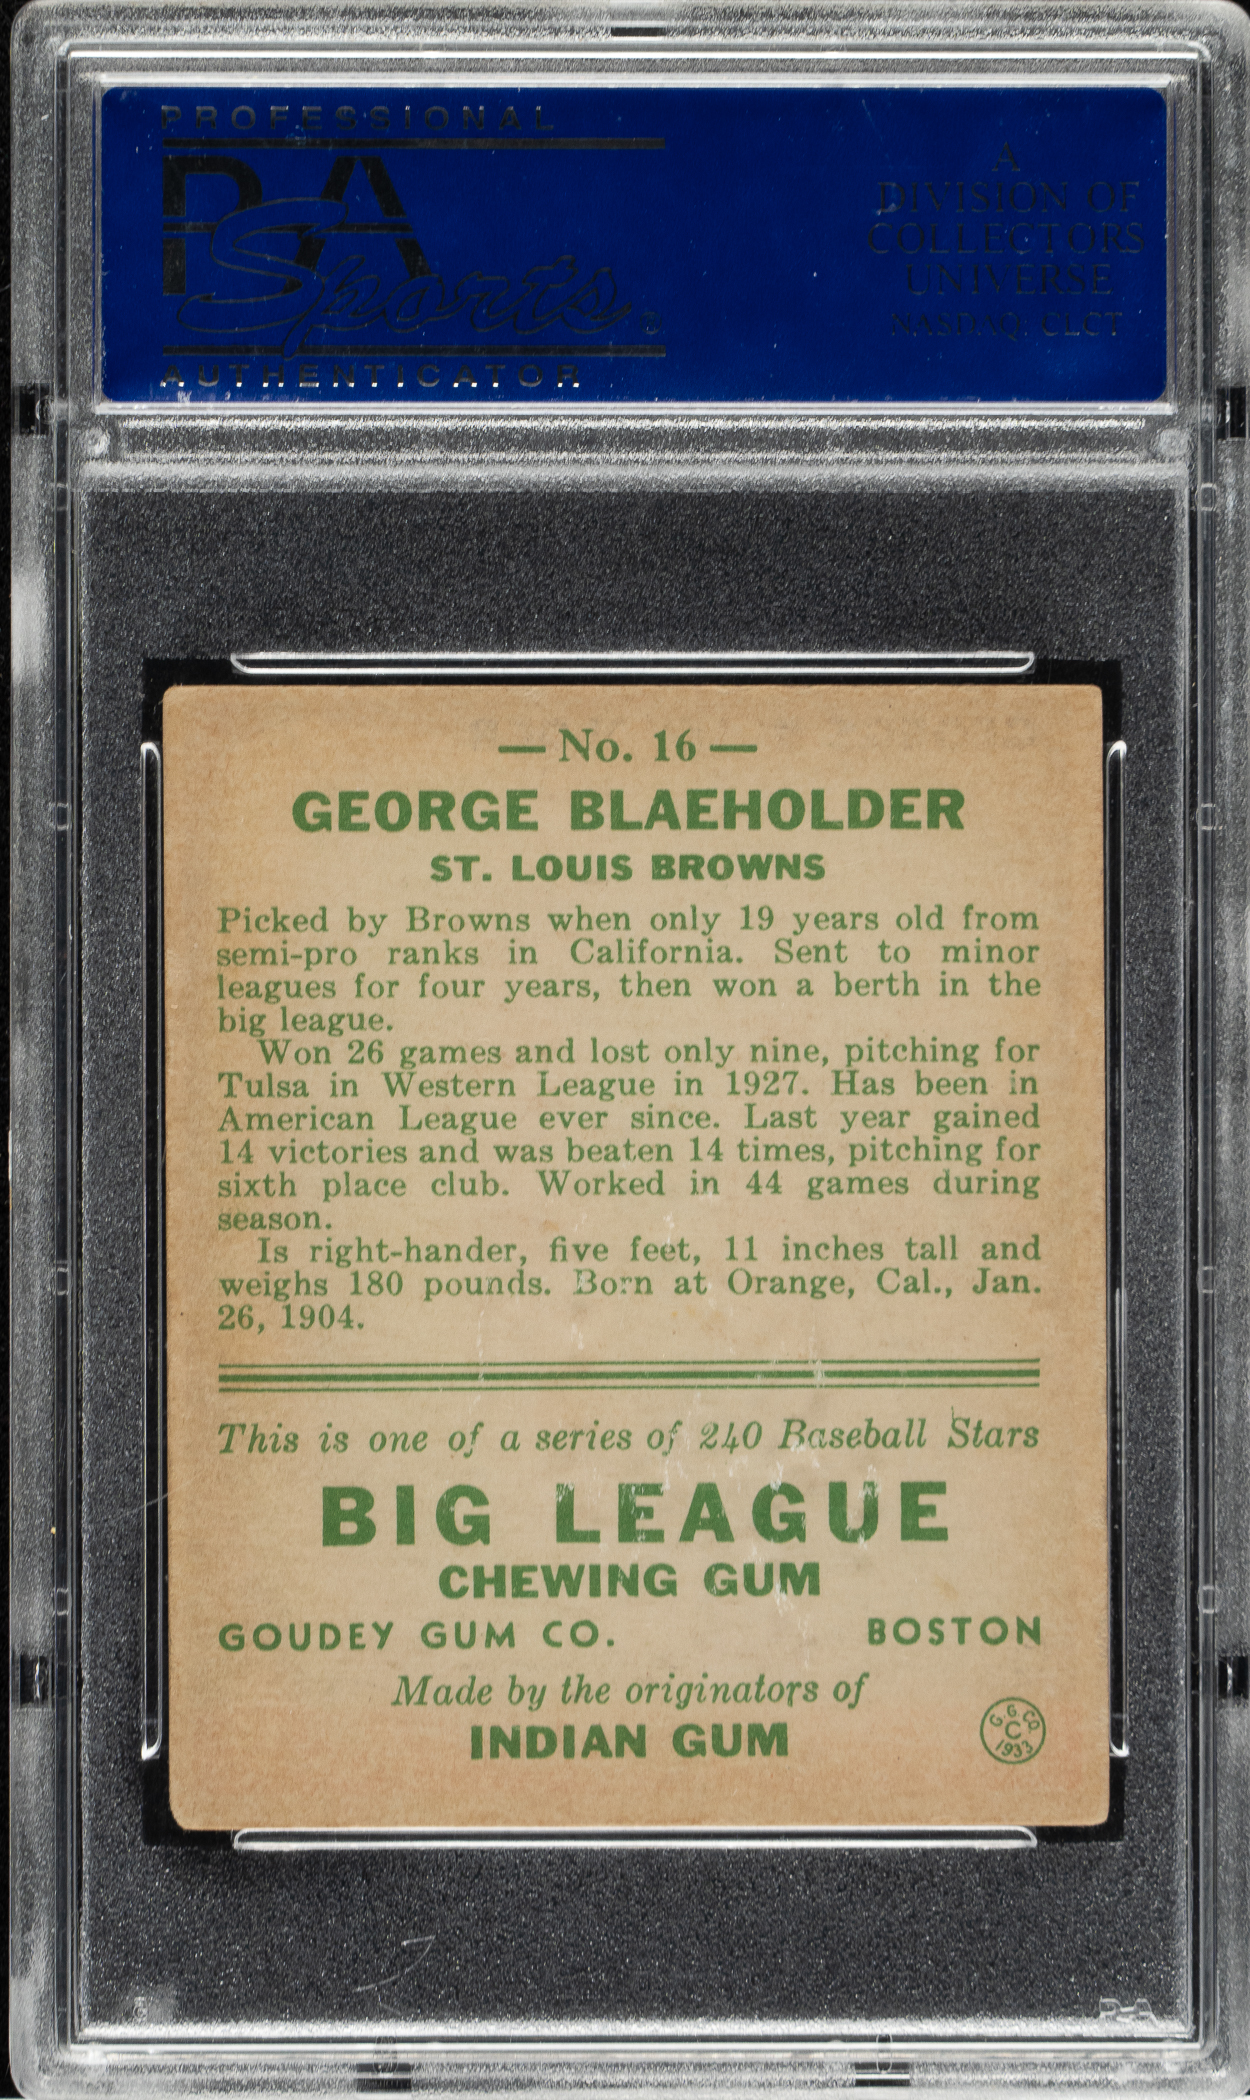 PROFESSIONAL
PSA
Sports ®
AUTHENTICATOR
A
DIVISION OF
COLLECTORS
UNIVERSE
NASDAQ: CLCT
— No. 16 —
GEORGE BLAEHOLDER
ST. LOUIS BROWNS
Picked by Browns when only 19 years old from
semi-pro ranks in California. Sent to minor
leagues for four years, then won a berth in the
big league.
Won 26 games and lost only nine, pitching for
Tulsa in Western League in 1927. Has been in
American League ever since. Last year gained
14 victories and was beaten 14 times, pitching for
sixth place club. Worked in 44 games during
season.
Is right-hander, five feet, 11 inches tall and
weighs 180 pounds. Born at Orange, Cal., Jan.
26, 1904.
This is one of a series of 240 Baseball Stars
BIG LEAGUE
CHEWING GUM
GOUDEY GUM CO. BOSTON
Made by the originators of
INDIAN GUM
G. G. CO.
C
1933
PSA